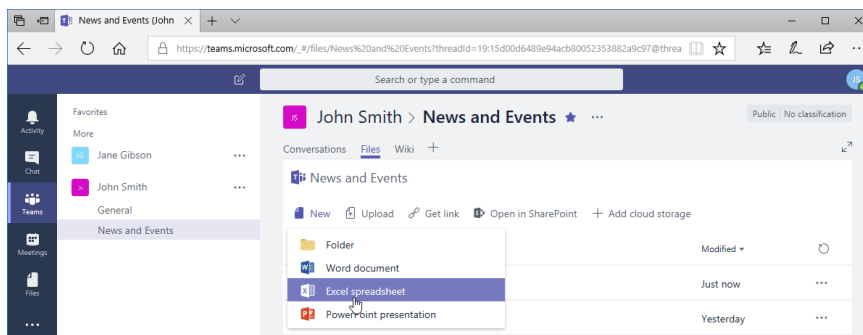 News and Events (John
https://teams.microsoft.com/_#/files/News%20and%20Events?threadId=19:15d00d6489e94acb80052353882a9c97@threa
Search or type a command
JS
Activity
Chat
Teams
Meetings
Files
Favorites
More
JG Jane Gibson
JS John Smith
General
News and Events
JS John Smith > News and Events
Public No classification
Conversations Files Wiki
News and Events
New Upload Get link Open in SharePoint Add cloud storage
Folder
Word document
Excel spreadsheet
PowerPoint presentation
Modified
Just now
Yesterday